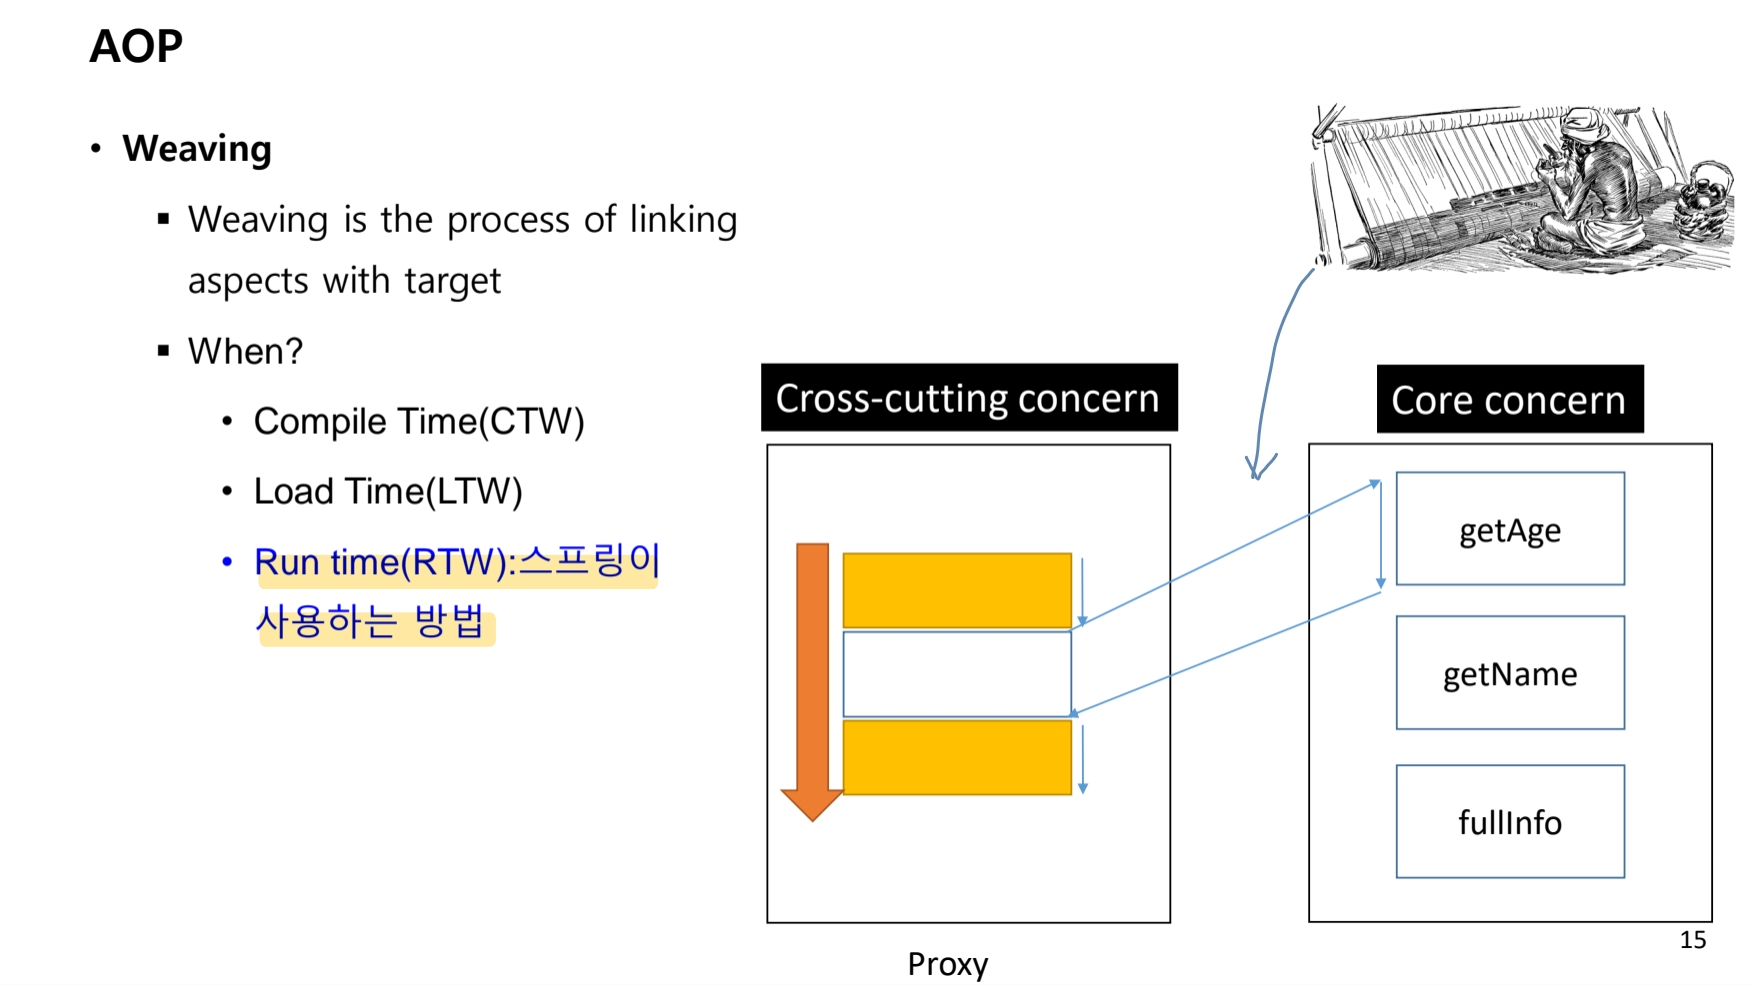 AOP
• Weaving
▪ Weaving is the process of linking
aspects with target
▪ When?
• Compile Time(CTW)
• Load Time(LTW)
• Run time(RTW):스프링이
사용하는 방법
Cross-cutting concern
Core concern
getAge
getName
fullInfo
Proxy
15